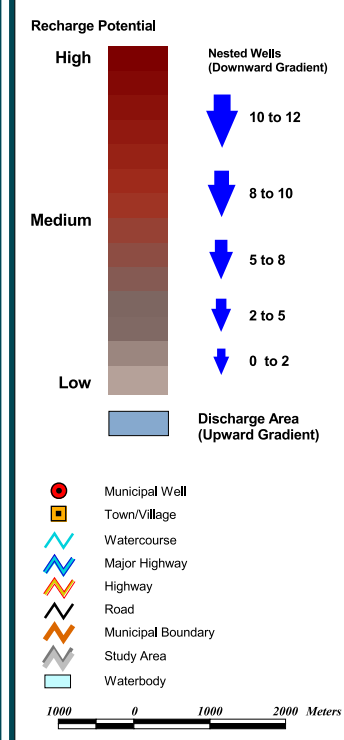 Recharge Potential
High
Medium
Low
Nested Wells
(Downward Gradient)
10 to 12
8 to 10
5 to 8
2 to 5
0 to 2
Discharge Area
(Upward Gradient)
Municipal Well
Town/Village
Watercourse
Major Highway
Highway
Road
Municipal Boundary
Study Area
Waterbody
1000 0 1000 2000 Meters